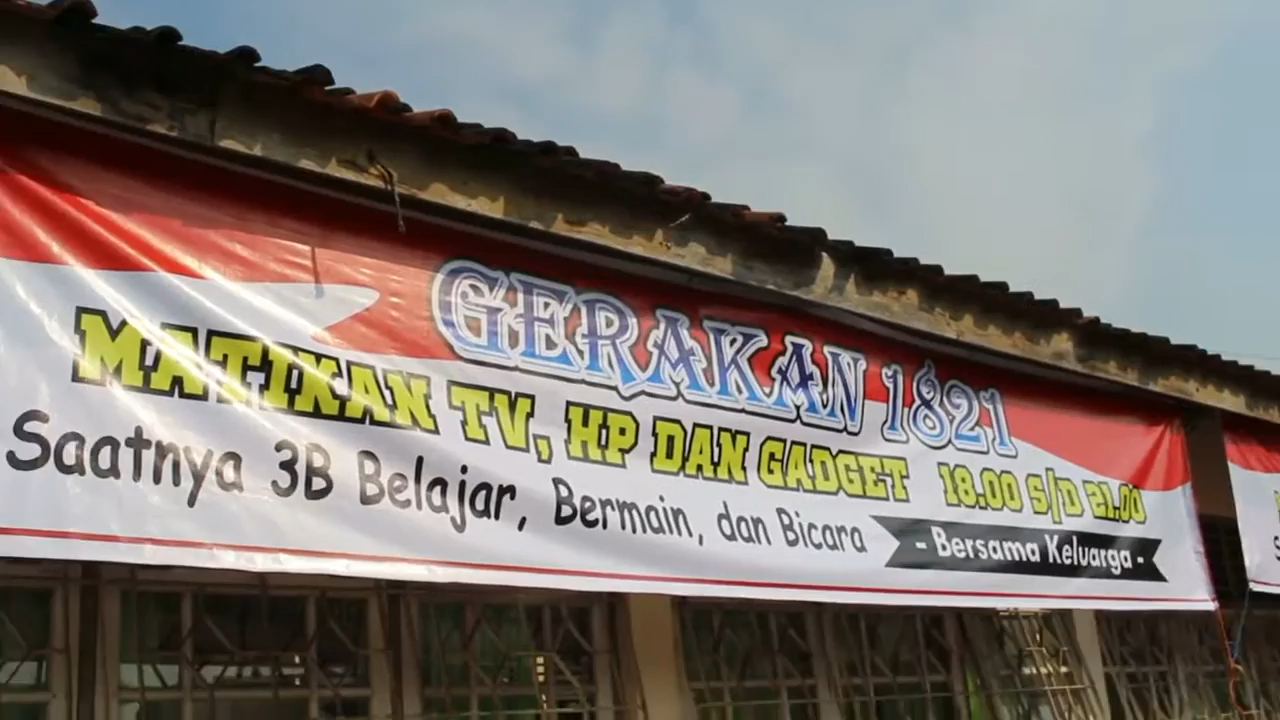 GERAKAN 1821
MATIKAN TV, HP DAN GADGET 18.00 S/D 21.00
Saatnya 3B Belajar, Bermain, dan Bicara
- Bersama Keluarga -